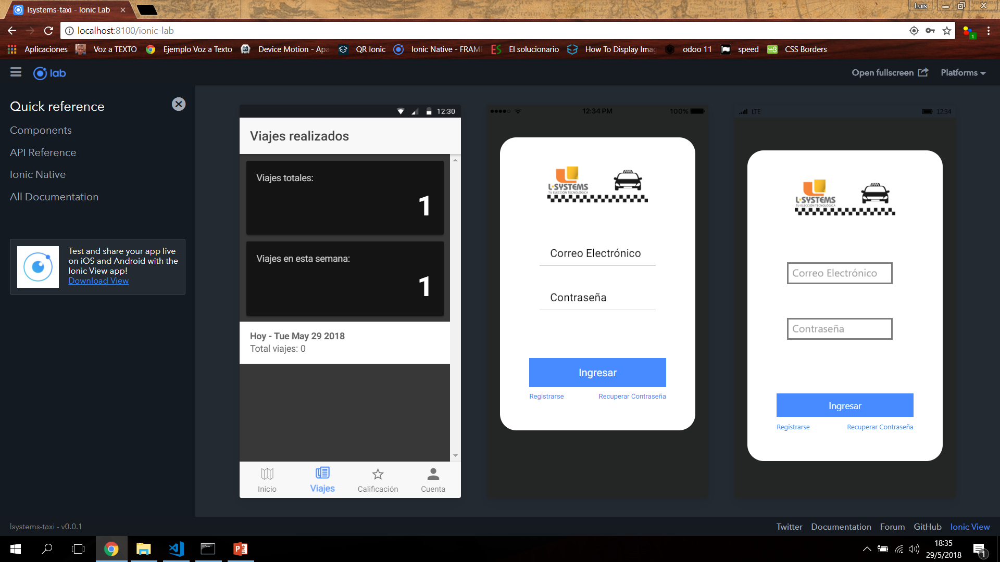 lsystems-taxi - Ionic Lab
Luis
localhost:8100/ionic-lab
1
Aplicaciones
Voz a TEXTO
Ejemplo Voz a Texto
Device Motion - Apa
QR Ionic
Ionic Native - FRAM
ES
El solucionario
How To Display Imag
odoo 11
speed
w3
CSS Borders
lab
Open fullscreen
Platforms
Quick reference
Components
API Reference
Ionic Native
All Documentation
Test and share your app live
on iOS and Android with the
Ionic View app!
Download View
12:30
Viajes realizados
Viajes totales:
1
Viajes en esta semana:
1
Hoy - Tue May 29 2018
Total viajes: 0
Inicio
Viajes
Calificación
Cuenta
12:34 PM
100%
L·SYSTEMS
TU ELECCIÓN TECNOLÓGICA
Correo Electrónico
Contraseña
Ingresar
Registrarse
Recuperar Contraseña
LTE
12:34
L·SYSTEMS
TU ELECCIÓN TECNOLÓGICA
Correo Electrónico
Contraseña
Ingresar
Registrarse
Recuperar Contraseña
lsystems-taxi - v0.0.1
Twitter
Documentation
Forum
GitHub
Ionic View
P
18:35
29/5/2018
1